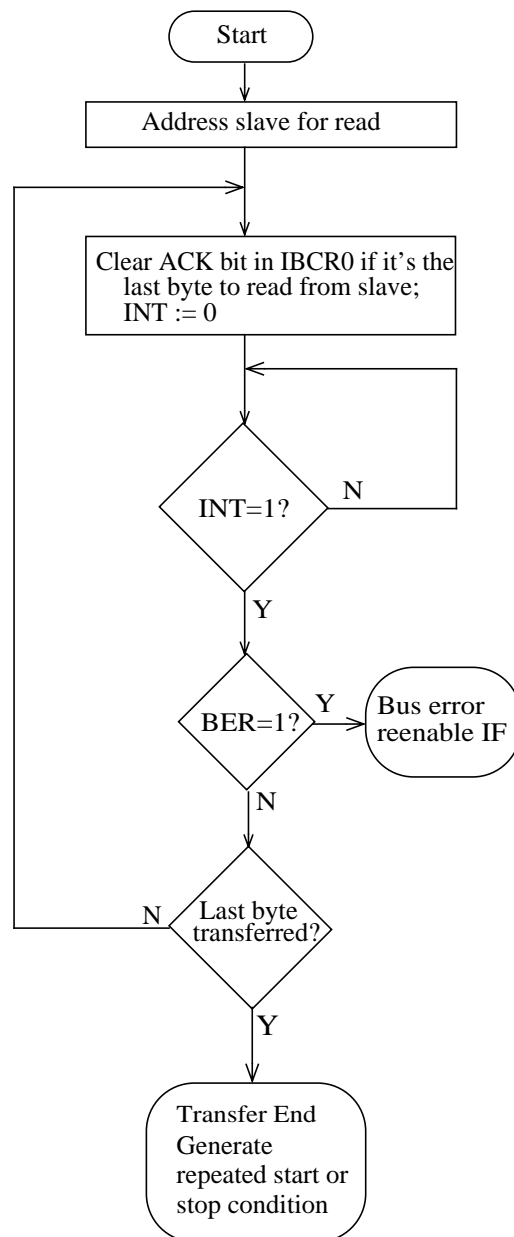 Start
Address slave for read
Clear ACK bit in IBCR0 if it's the
last byte to read from slave;
INT := 0
INT=1?
N
Y
BER=1?
Y
Bus error
reenable IF
N
Last byte
transferred?
N
Y
Transfer End
Generate
repeated start or
stop condition